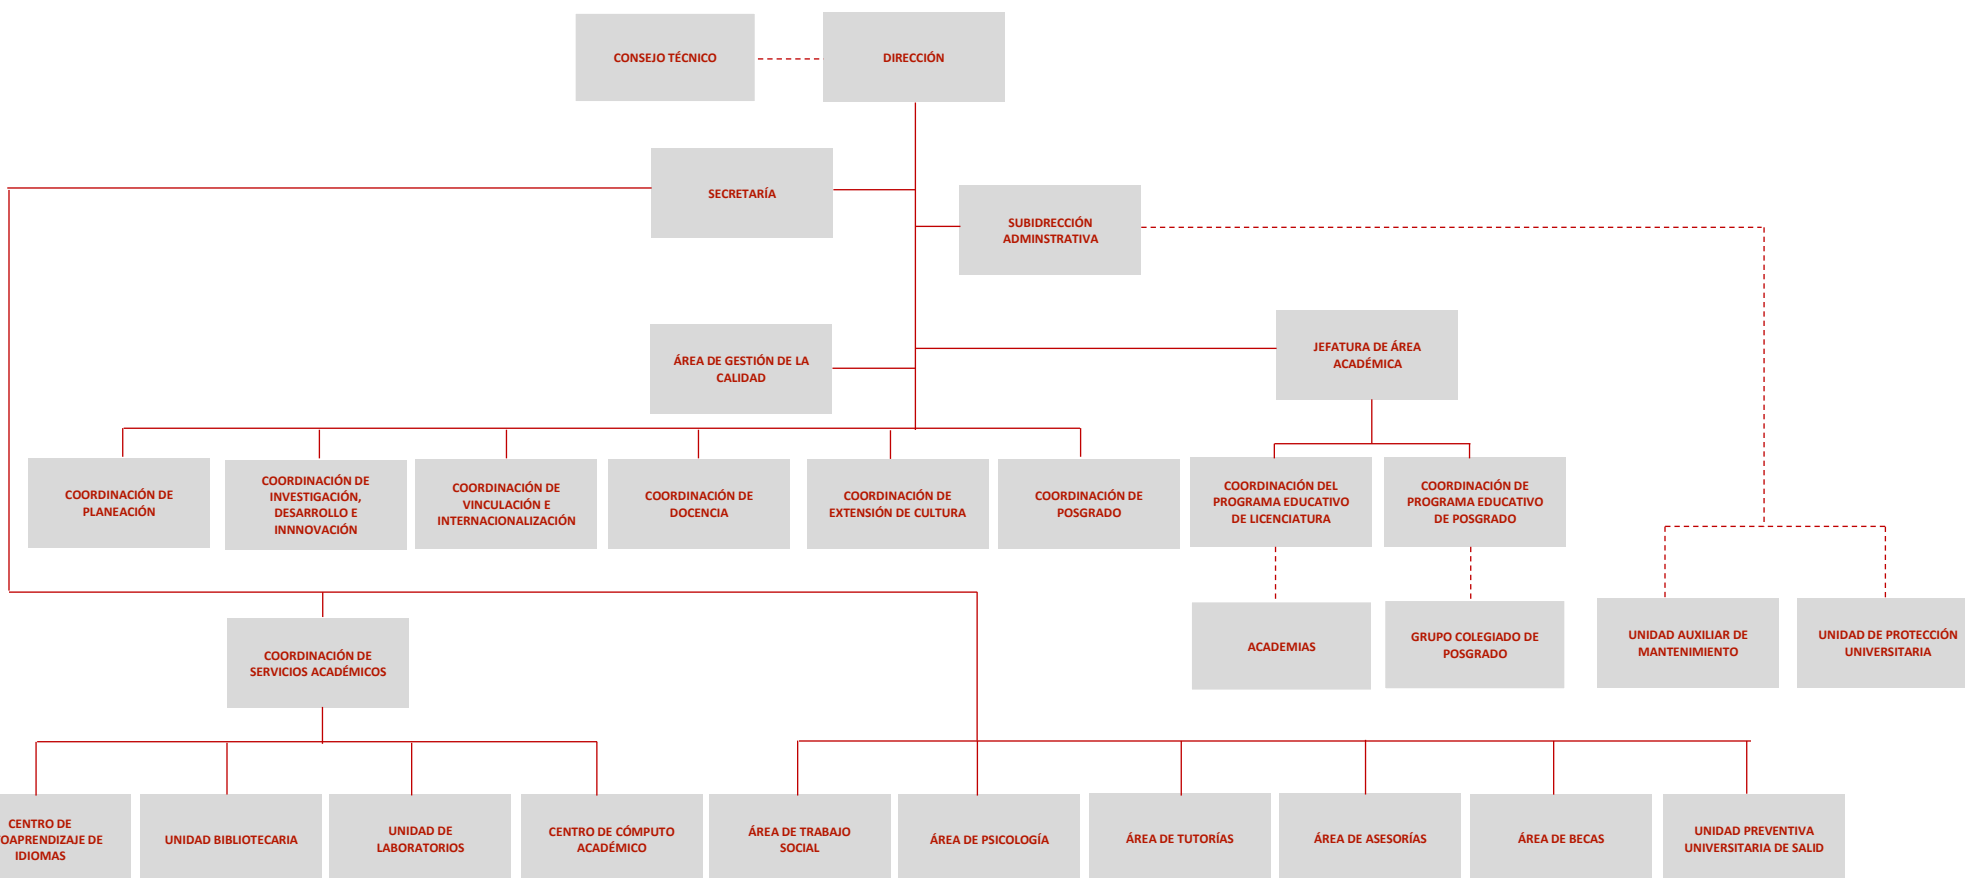 CONSEJO TÉCNICO
DIRECCIÓN
SECRETARÍA
SUBIDRECCIÓN
ADMINSTRATIVA
ÁREA DE GESTIÓN DE LA
CALIDAD
JEFATURA DE ÁREA
ACADÉMICA
COORDINACIÓN DE
PLANEACIÓN
COORDINACIÓN DE
INVESTIGACIÓN,
DESARROLLO E
INNNOVACIÓN
COORDINACIÓN DE
VINCULACIÓN E
INTERNACIONALIZACIÓN
COORDINACIÓN DE
DOCENCIA
COORDINACIÓN DE
EXTENSIÓN DE CULTURA
COORDINACIÓN DE
POSGRADO
COORDINACIÓN DEL
PROGRAMA EDUCATIVO
DE LICENCIATURA
COORDINACIÓN DE
PROGRAMA EDUCATIVO
DE POSGRADO
COORDINACIÓN DE
SERVICIOS ACADÉMICOS
ACADEMIAS
GRUPO COLEGIADO DE
POSGRADO
UNIDAD AUXILIAR DE
MANTENIMIENTO
UNIDAD DE PROTECCIÓN
UNIVERSITARIA
CENTRO DE
TOAPRENDIZAJE DE
IDIOMAS
UNIDAD BIBLIOTECARIA
UNIDAD DE
LABORATORIOS
CENTRO DE CÓMPUTO
ACADÉMICO
ÁREA DE TRABAJO
SOCIAL
ÁREA DE PSICOLOGÍA
ÁREA DE TUTORÍAS
ÁREA DE ASESORÍAS
ÁREA DE BECAS
UNIDAD PREVENTIVA
UNIVERSITARIA DE SALID